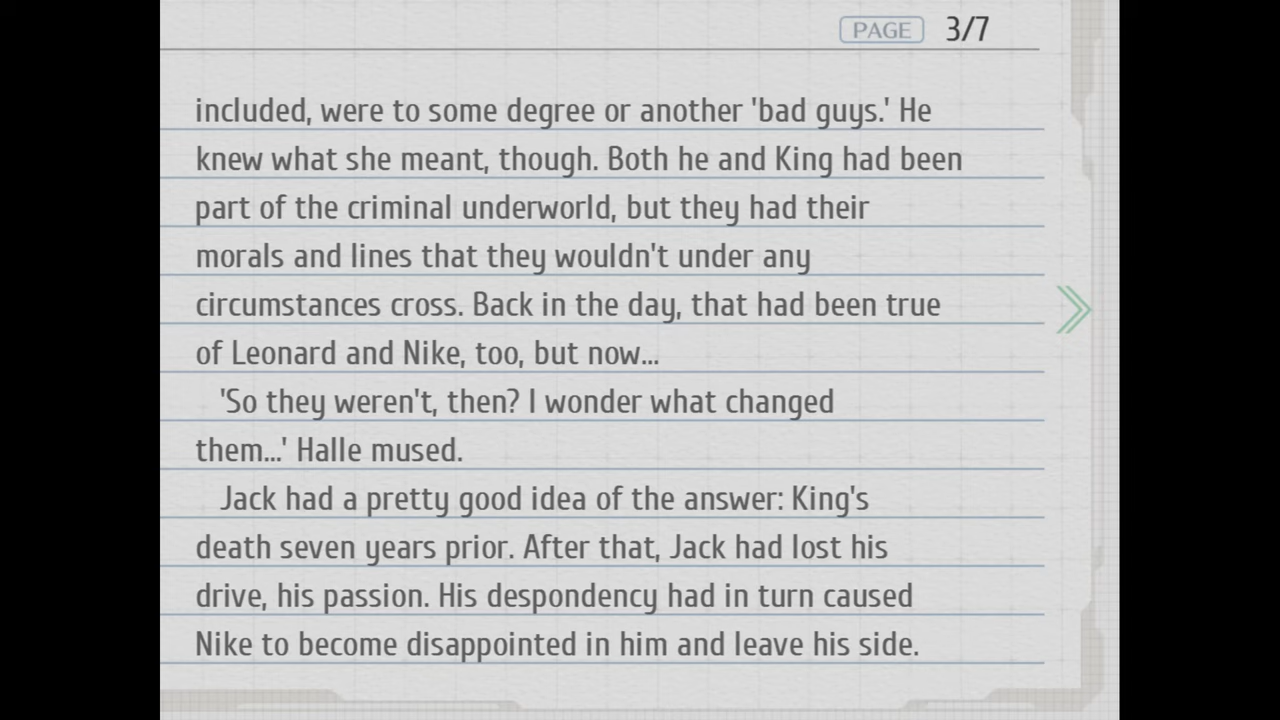 PAGE 3/7
included, were to some degree or another 'bad guys.' He
knew what she meant, though. Both he and King had been
part of the criminal underworld, but they had their
morals and lines that they wouldn't under any
circumstances cross. Back in the day, that had been true
of Leonard and Nike, too, but now...
'So they weren't, then? I wonder what changed
them...' Halle mused.
Jack had a pretty good idea of the answer: King's
death seven years prior. After that, Jack had lost his
drive, his passion. His despondency had in turn caused
Nike to become disappointed in him and leave his side.